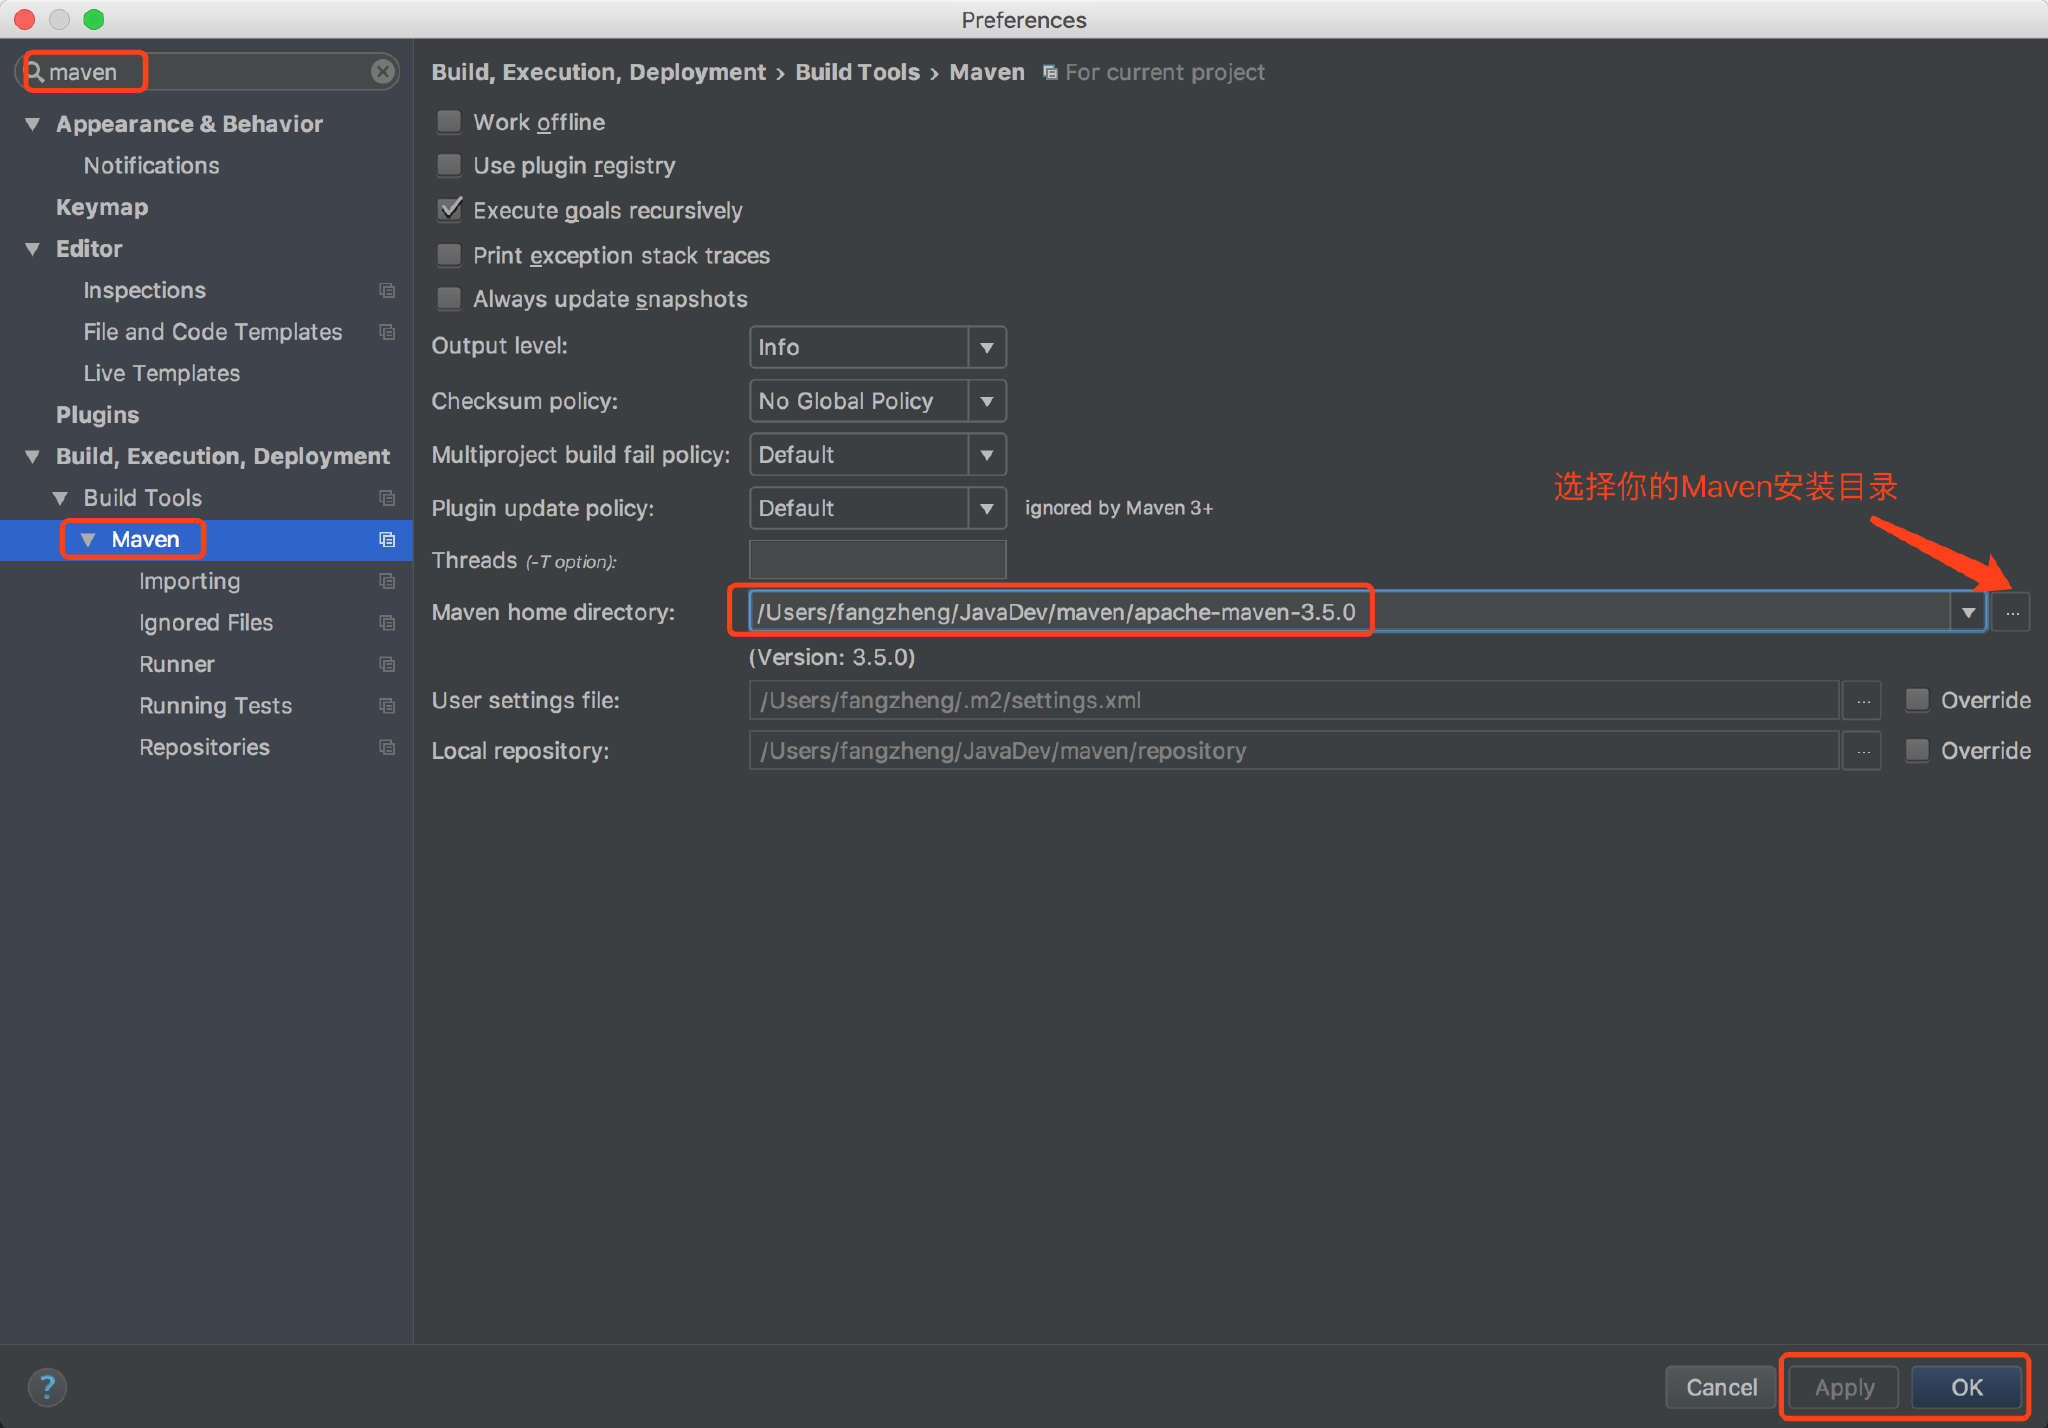 Preferences
maven
Appearance & Behavior
Notifications
Keymap
Editor
Inspections
File and Code Templates
Live Templates
Plugins
Build, Execution, Deployment
Build Tools
Maven
Importing
Ignored Files
Runner
Running Tests
Repositories
Build, Execution, Deployment › Build Tools › Maven For current project
Work offline
Use plugin registry
Execute goals recursively
Print exception stack traces
Always update snapshots
Output level: Info
Checksum policy: No Global Policy
Multiproject build fail policy: Default
选择你的Maven安装目录
Plugin update policy: Default ignored by Maven 3+
Threads (-T option):
Maven home directory: /Users/fangzheng/JavaDev/maven/apache-maven-3.5.0 ...
(Version: 3.5.0)
User settings file: /Users/fangzheng/.m2/settings.xml ... Override
Local repository: /Users/fangzheng/JavaDev/maven/repository ... Override
? Cancel Apply OK